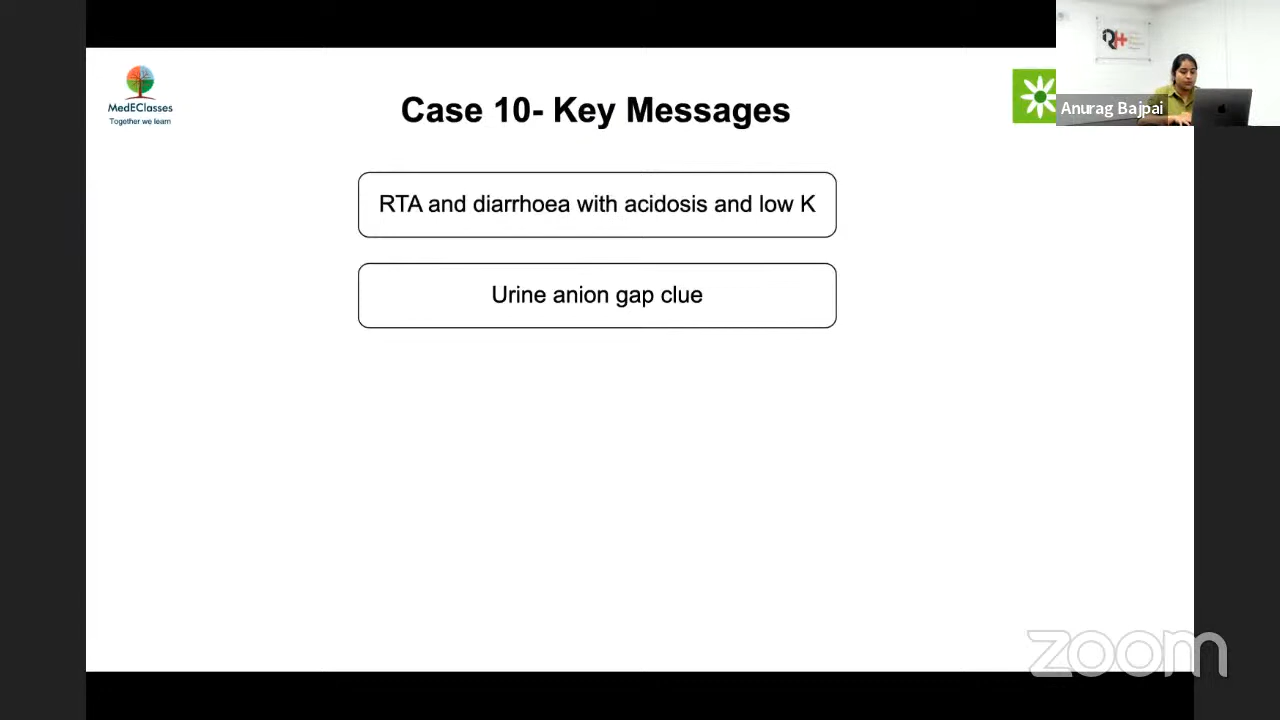 MedEClasses
Together we learn
Case 10- Key Messages
Anurag Bajpai
RTA and diarrhoea with acidosis and low K
Urine anion gap clue
zoom